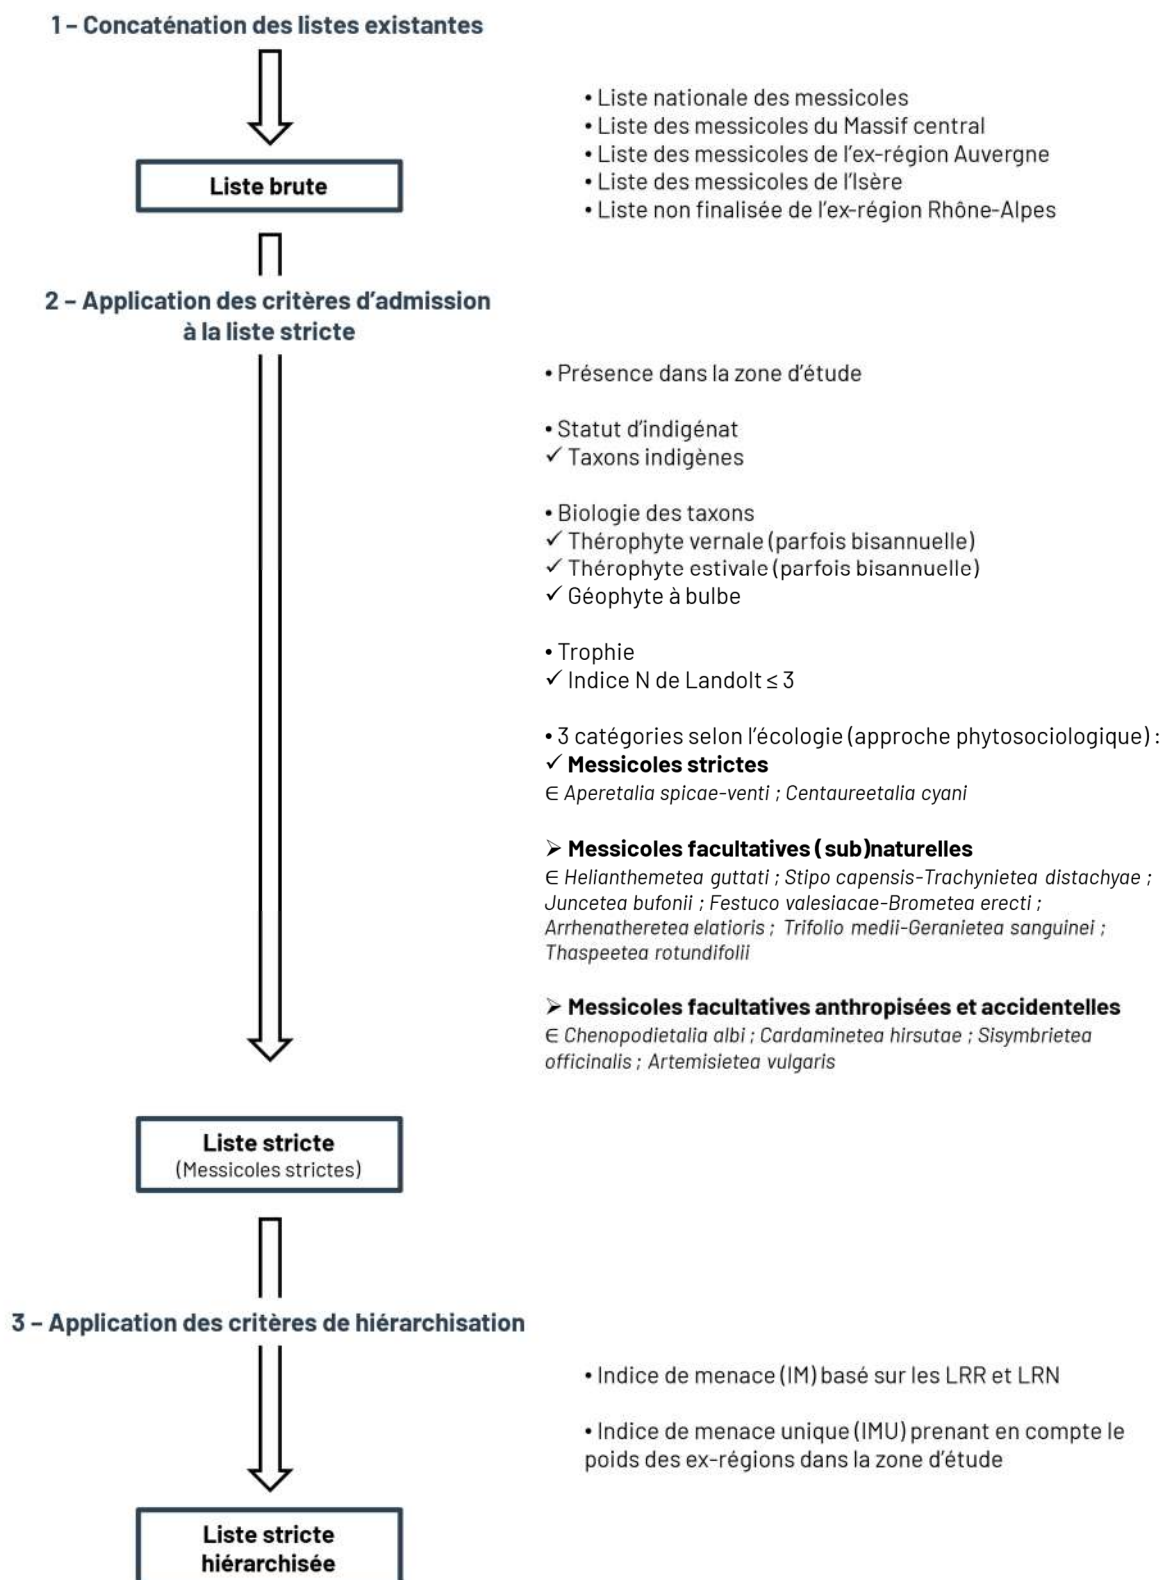 1 – Concaténation des listes existantes
• Liste nationale des messicoles
• Liste des messicoles du Massif central
• Liste des messicoles de l'ex-région Auvergne
• Liste des messicoles de l'Isère
• Liste non finalisée de l'ex-région Rhône-Alpes
Liste brute
2 – Application des critères d'admission
à la liste stricte
• Présence dans la zone d'étude
• Statut d'indigénat
✓ Taxons indigènes
• Biologie des taxons
✓ Thérophyte vernale (parfois bisannuelle)
✓ Thérophyte estivale (parfois bisannuelle)
✓ Géophyte à bulbe
• Trophie
✓ Indice N de Landolt ≤ 3
• 3 catégories selon l'écologie (approche phytosociologique) :
✓ Messicoles strictes
∈ Aperetalia spicae-venti ; Centaureetalia cyani
➢ Messicoles facultatives (sub)naturelles
∈ Helianthemetea guttati ; Stipo capensis-Trachynietea distachyae ;
Juncetea bufonii ; Festuco valesiacae-Brometea erecti ;
Arrhenatheretea elatioris ; Trifolio medii-Geranietea sanguinei ;
Thaspeetea rotundifolii
➢ Messicoles facultatives anthropisées et accidentelles
∈ Chenopodietalia albi ; Cardaminetea hirsutae ; Sisymbrietea
officinalis ; Artemisietea vulgaris
Liste stricte
(Messicoles strictes)
3 – Application des critères de hiérarchisation
• Indice de menace (IM) basé sur les LRR et LRN
• Indice de menace unique (IMU) prenant en compte le
poids des ex-régions dans la zone d'étude
Liste stricte
hiérarchisée